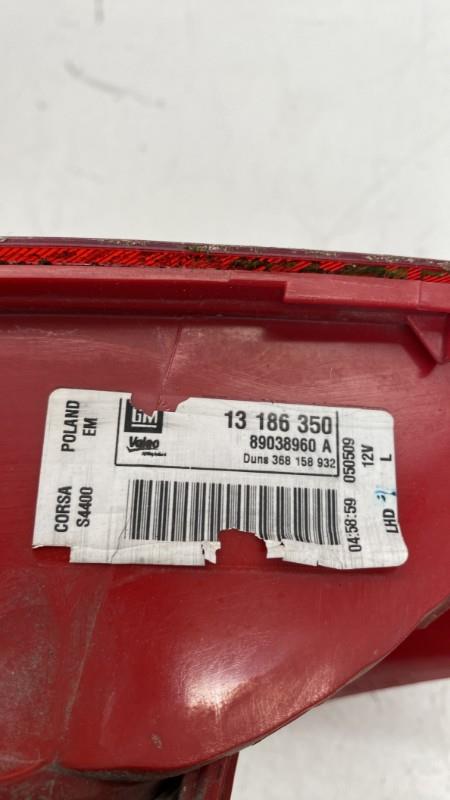 GM
13 186 350
Valeo
89038960 A
Duns 368 158 932
CORSA POLAND
S4400 EM
04:58:59 050509
12V
LHD L